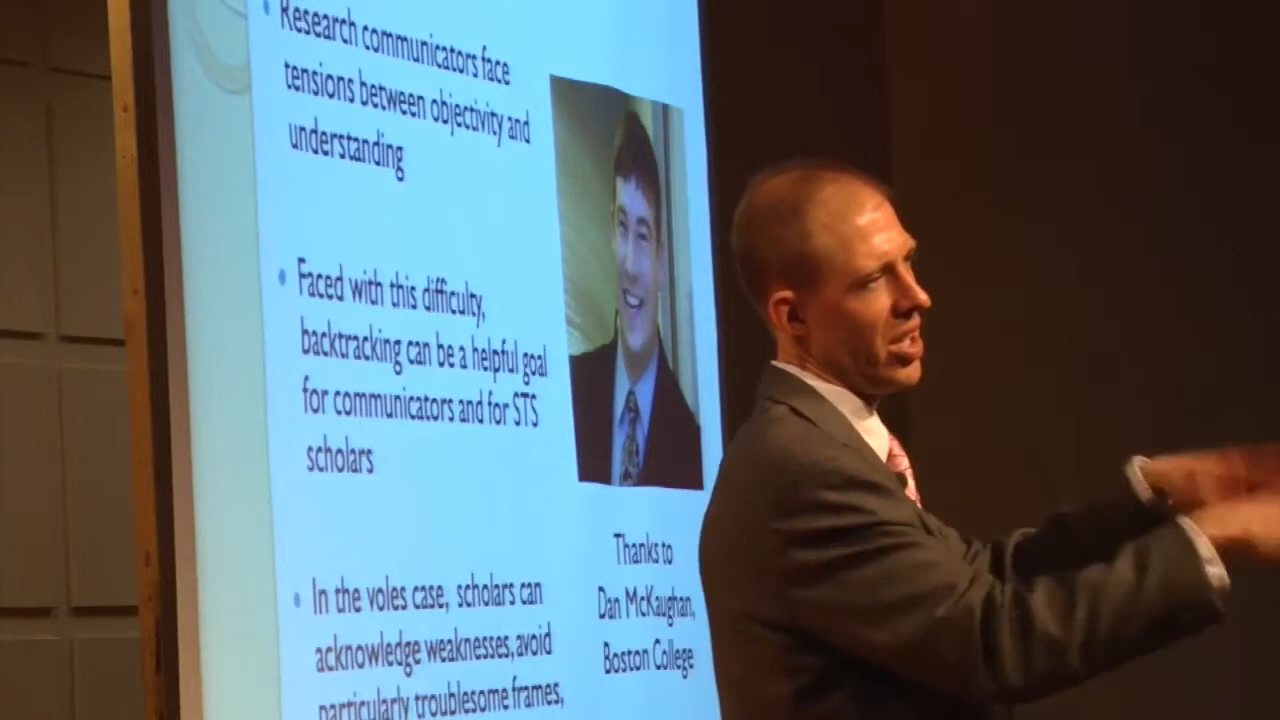 Research communicators face
tensions between objectivity and
understanding
Faced with this difficulty,
backtracking can be a helpful goal
for communicators and for STS
scholars
In the voles case, scholars can
acknowledge weaknesses, avoid
particularly troublesome frames,
Thanks to
Dan McKaughan,
Boston College